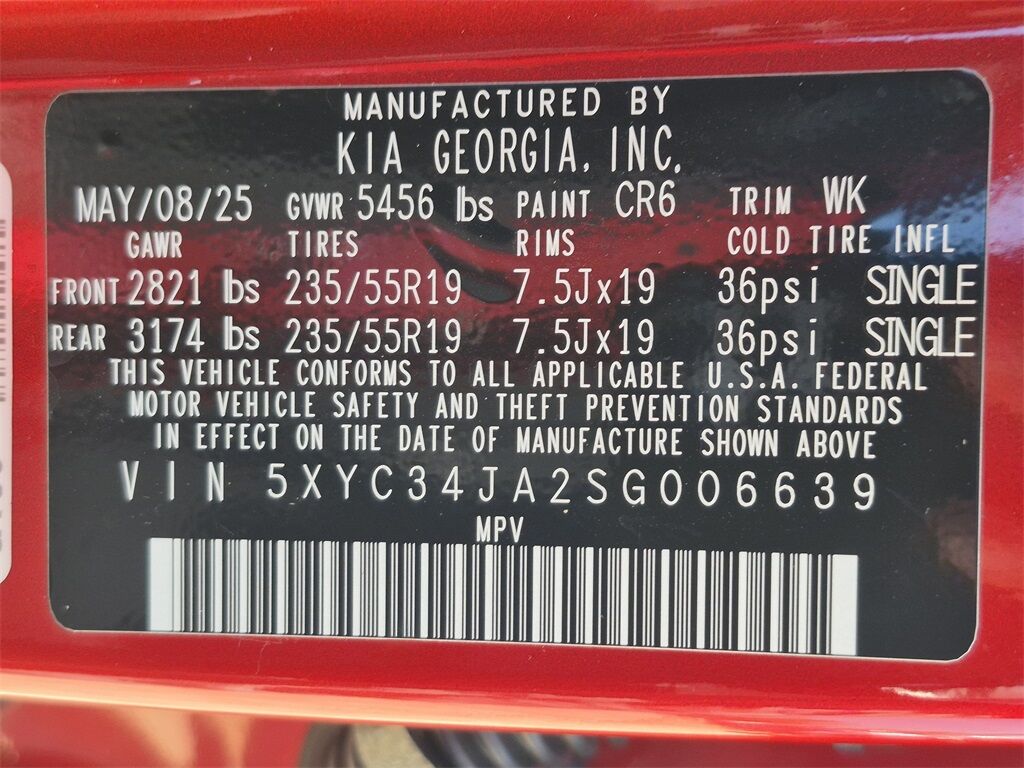 MANUFACTURED BY
KIA GEORGIA, INC.
MAY/08/25 GVWR 5456 lbs PAINT CR6 TRIM WK
GAWR TIRES RIMS COLD TIRE INFL
FRONT 2821 lbs 235/55R19 7.5Jx19 36psi SINGLE
REAR 3174 lbs 235/55R19 7.5Jx19 36psi SINGLE
THIS VEHICLE CONFORMS TO ALL APPLICABLE U.S.A. FEDERAL
MOTOR VEHICLE SAFETY AND THEFT PREVENTION STANDARDS
IN EFFECT ON THE DATE OF MANUFACTURE SHOWN ABOVE
VIN 5XYC34JA2SG006639
MPV